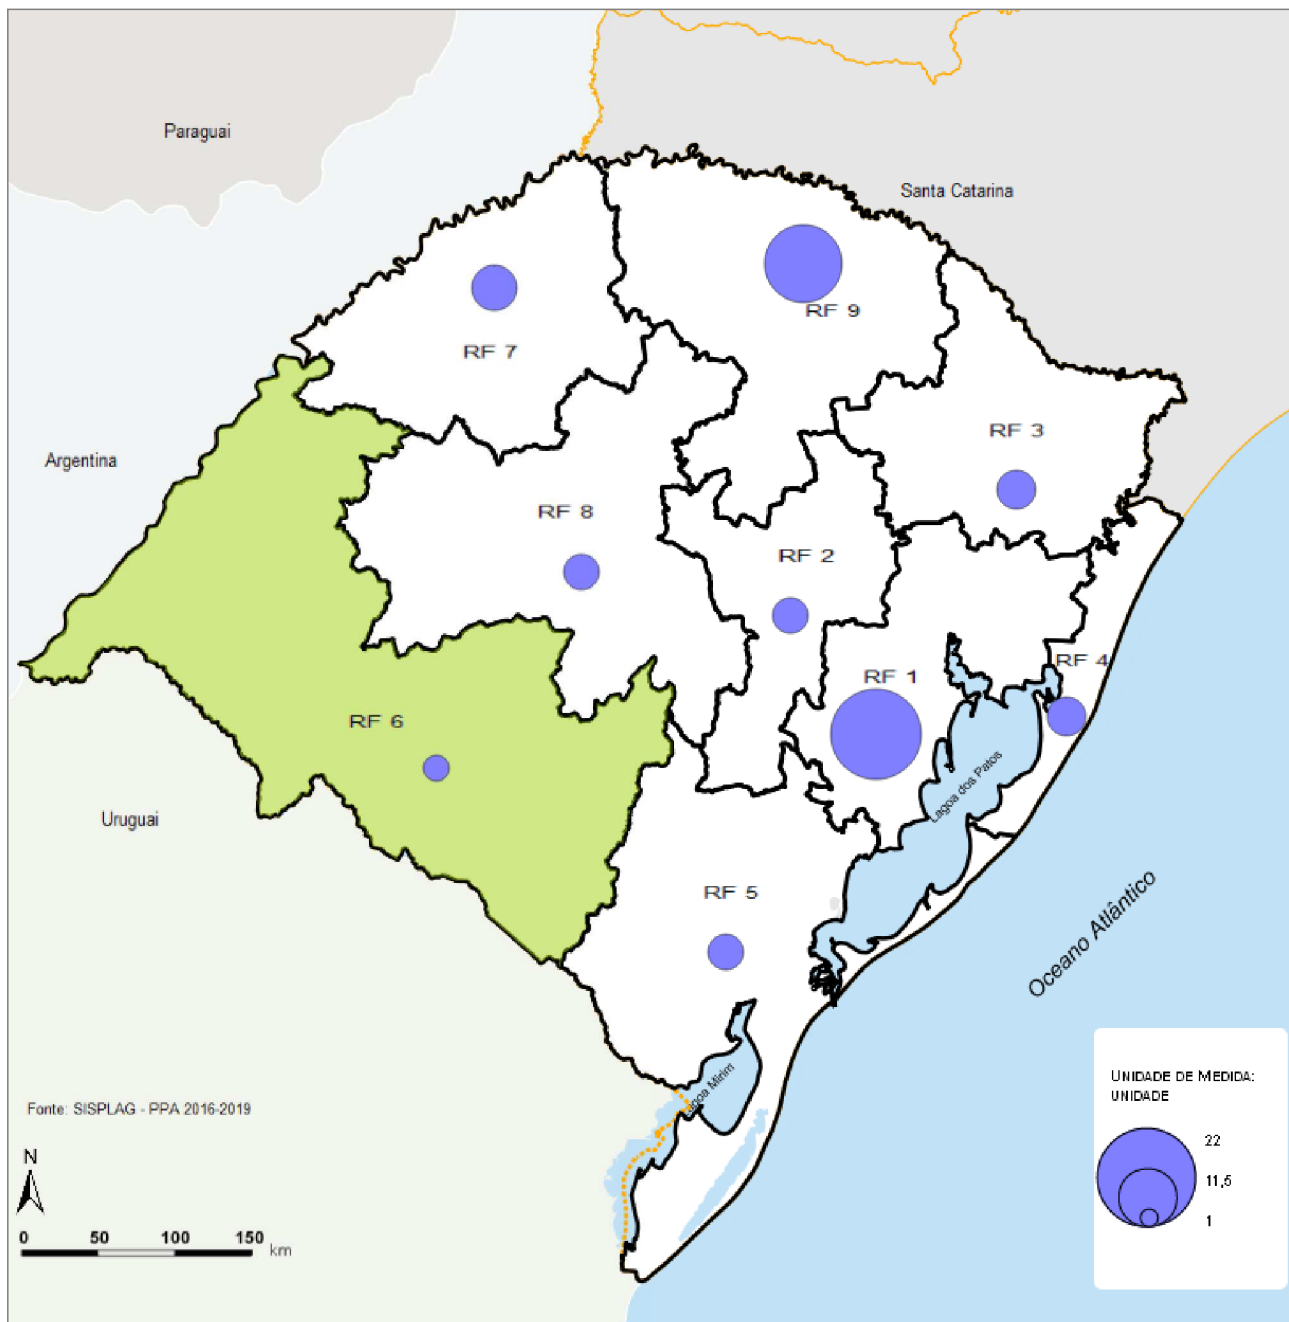 Paraguai
Santa Catarina
RF 9
RF 7
RF 3
Argentina
RF 8
RF 2
RF 4
RF 1
RF 6
Lagoa dos Patos
Uruguai
RF 5
Oceano Atlântico
UNIDADE DE MEDIDA:
UNIDADE
22
11,5
1
Lagoa Mirim
Fonte: SISPLAG - PPA 2016-2019
N
0 50 100 150
km